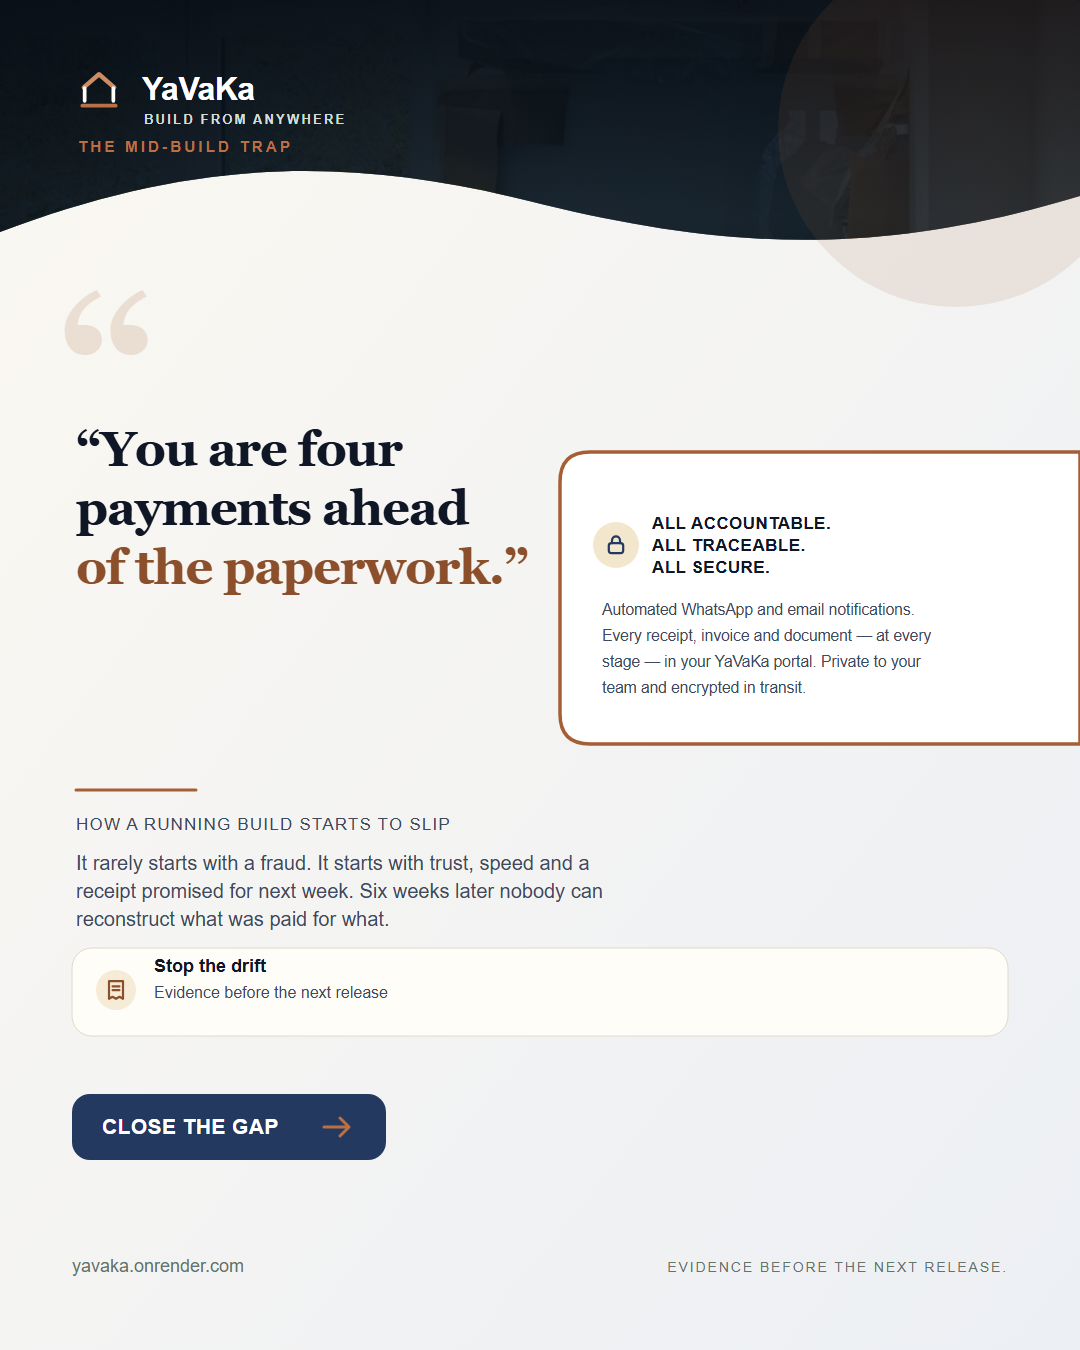 YaVaKa
BUILD FROM ANYWHERE
THE MID-BUILD TRAP
“
“You are four
payments ahead
of the paperwork.”
ALL ACCOUNTABLE.
ALL TRACEABLE.
ALL SECURE.
Automated WhatsApp and email notifications.
Every receipt, invoice and document — at every
stage — in your YaVaKa portal. Private to your
team and encrypted in transit.
HOW A RUNNING BUILD STARTS TO SLIP
It rarely starts with a fraud. It starts with trust, speed and a
receipt promised for next week. Six weeks later nobody can
reconstruct what was paid for what.
Stop the drift
Evidence before the next release
CLOSE THE GAP
yavaka.onrender.com
EVIDENCE BEFORE THE NEXT RELEASE.